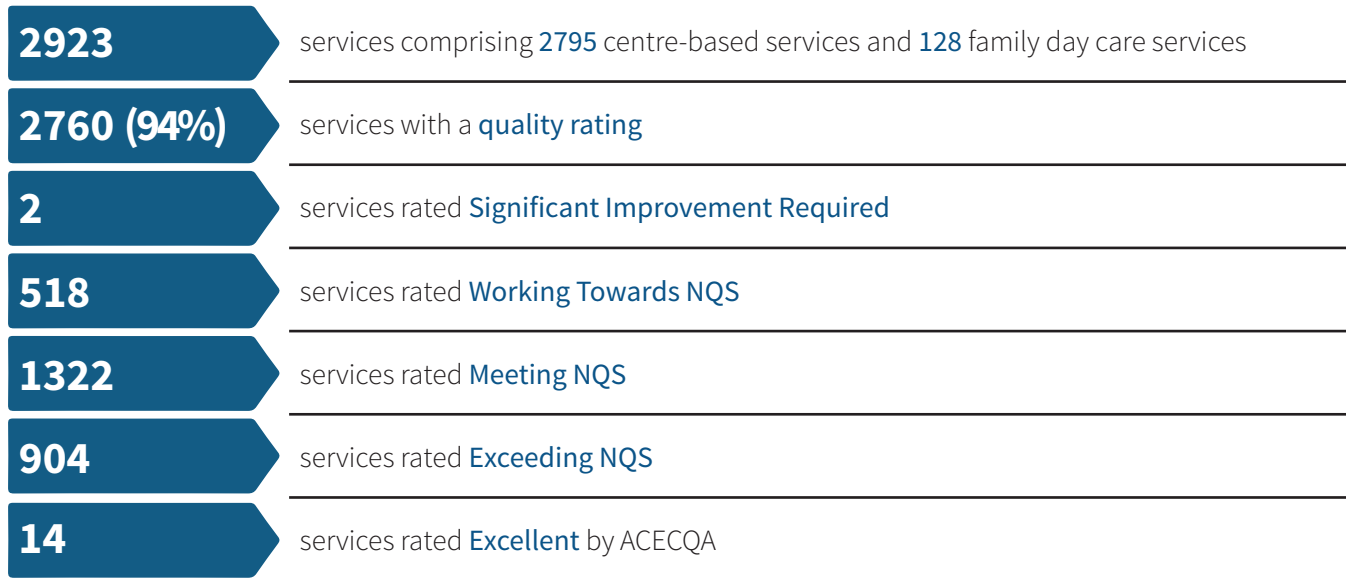 2923 services comprising 2795 centre-based services and 128 family day care services
2760 (94%) services with a quality rating
2 services rated Significant Improvement Required
518 services rated Working Towards NQS
1322 services rated Meeting NQS
904 services rated Exceeding NQS
14 services rated Excellent by ACECQA